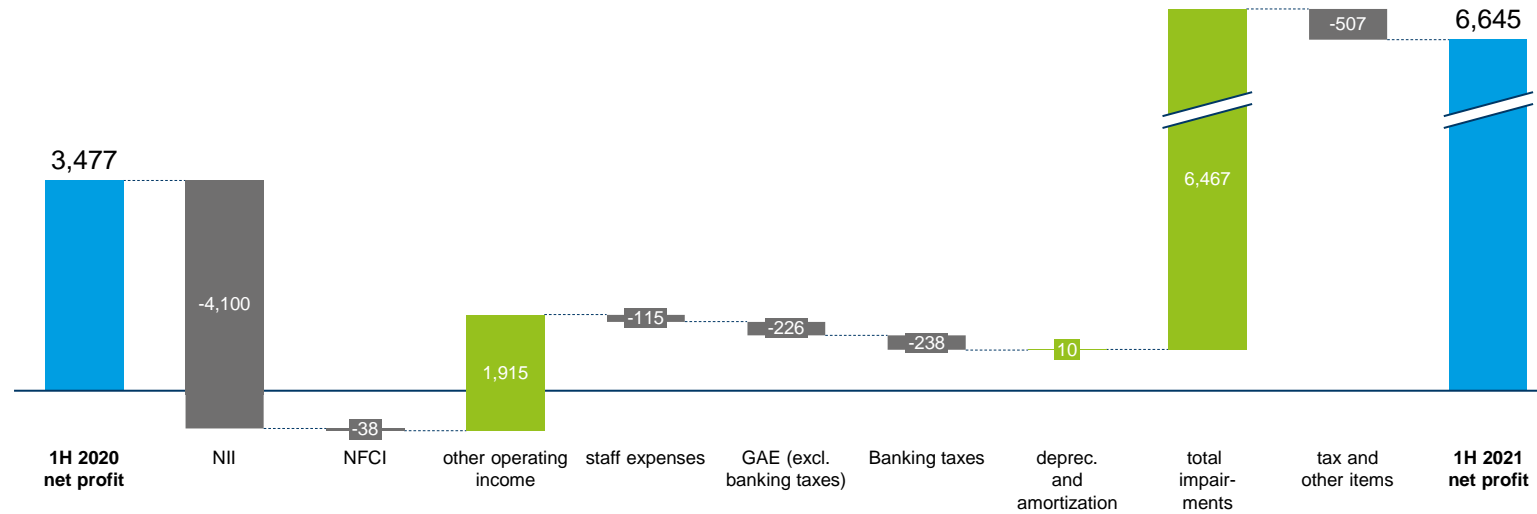 3,477
-4,100
-38
1,915
-115
-226
-238
10
6,467
-507
6,645
1H 2020
net profit
NII
NFCI
other operating
income
staff expenses
GAE (excl.
banking taxes)
Banking taxes
deprec.
and
amortization
total
impair-
ments
tax and
other items
1H 2021
net profit